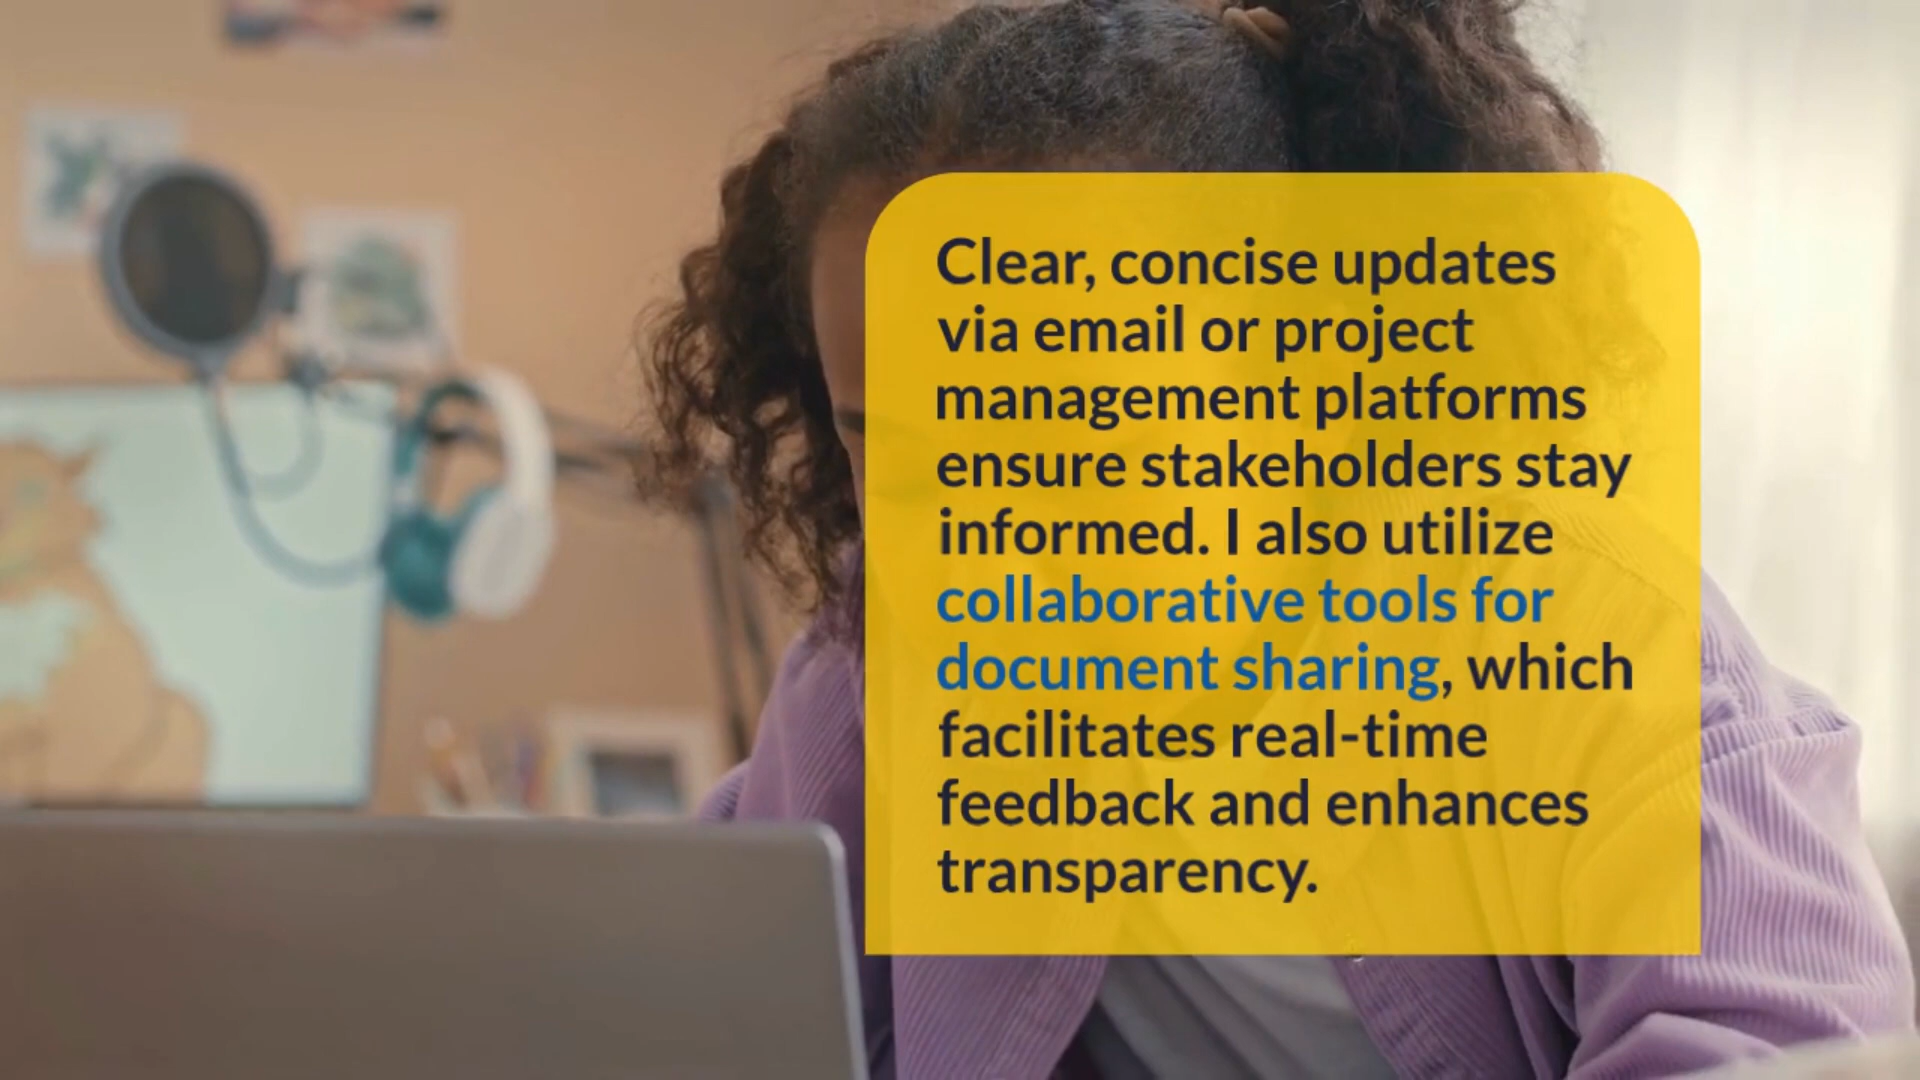 Clear, concise updates
via email or project
management platforms
ensure stakeholders stay
informed. I also utilize
collaborative tools for
document sharing, which
facilitates real-time
feedback and enhances
transparency.